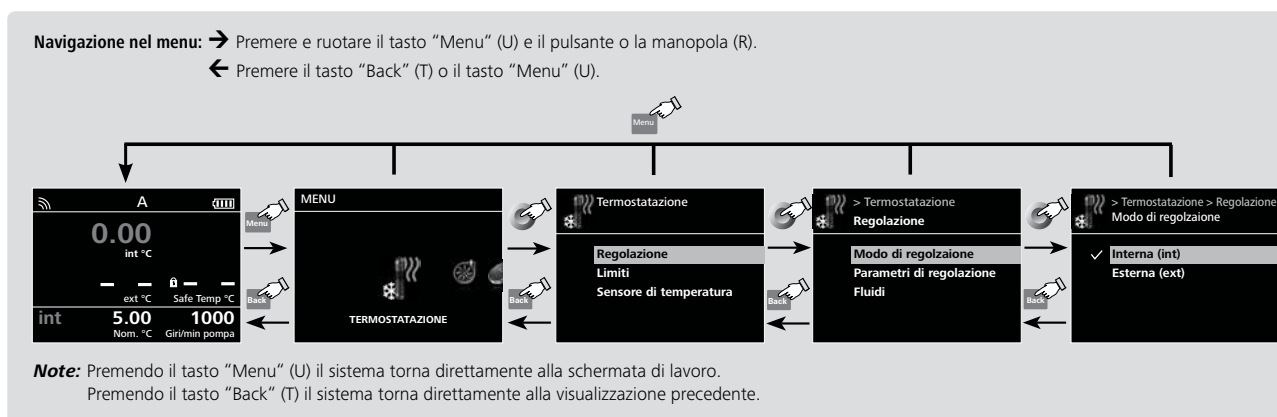 Navigazione nel menu: → Premere e ruotare il tasto “Menu” (U) e il pulsante o la manopola (R).
← Premere il tasto “Back” (T) o il tasto “Menu” (U).
Menu
A
0.00
int °C
– – – –
ext °C Safe Temp °C
int 5.00 1000
Nom. °C Giri/min pompa
Menu
Back
MENU
TERMOSTATAZIONE
Back
Termostatazione
Regolazione
Limiti
Sensore di temperatura
Back
> Termostatazione
Regolazione
Modo di regolzaione
Parametri di regolazione
Fluidi
Back
> Termostatazione > Regolazione
Modo di regolzaione
✓ Interna (int)
Esterna (ext)
Note: Premendo il tasto “Menu” (U) il sistema torna direttamente alla schermata di lavoro.
Premendo il tasto “Back” (T) il sistema torna direttamente alla visualizzazione precedente.